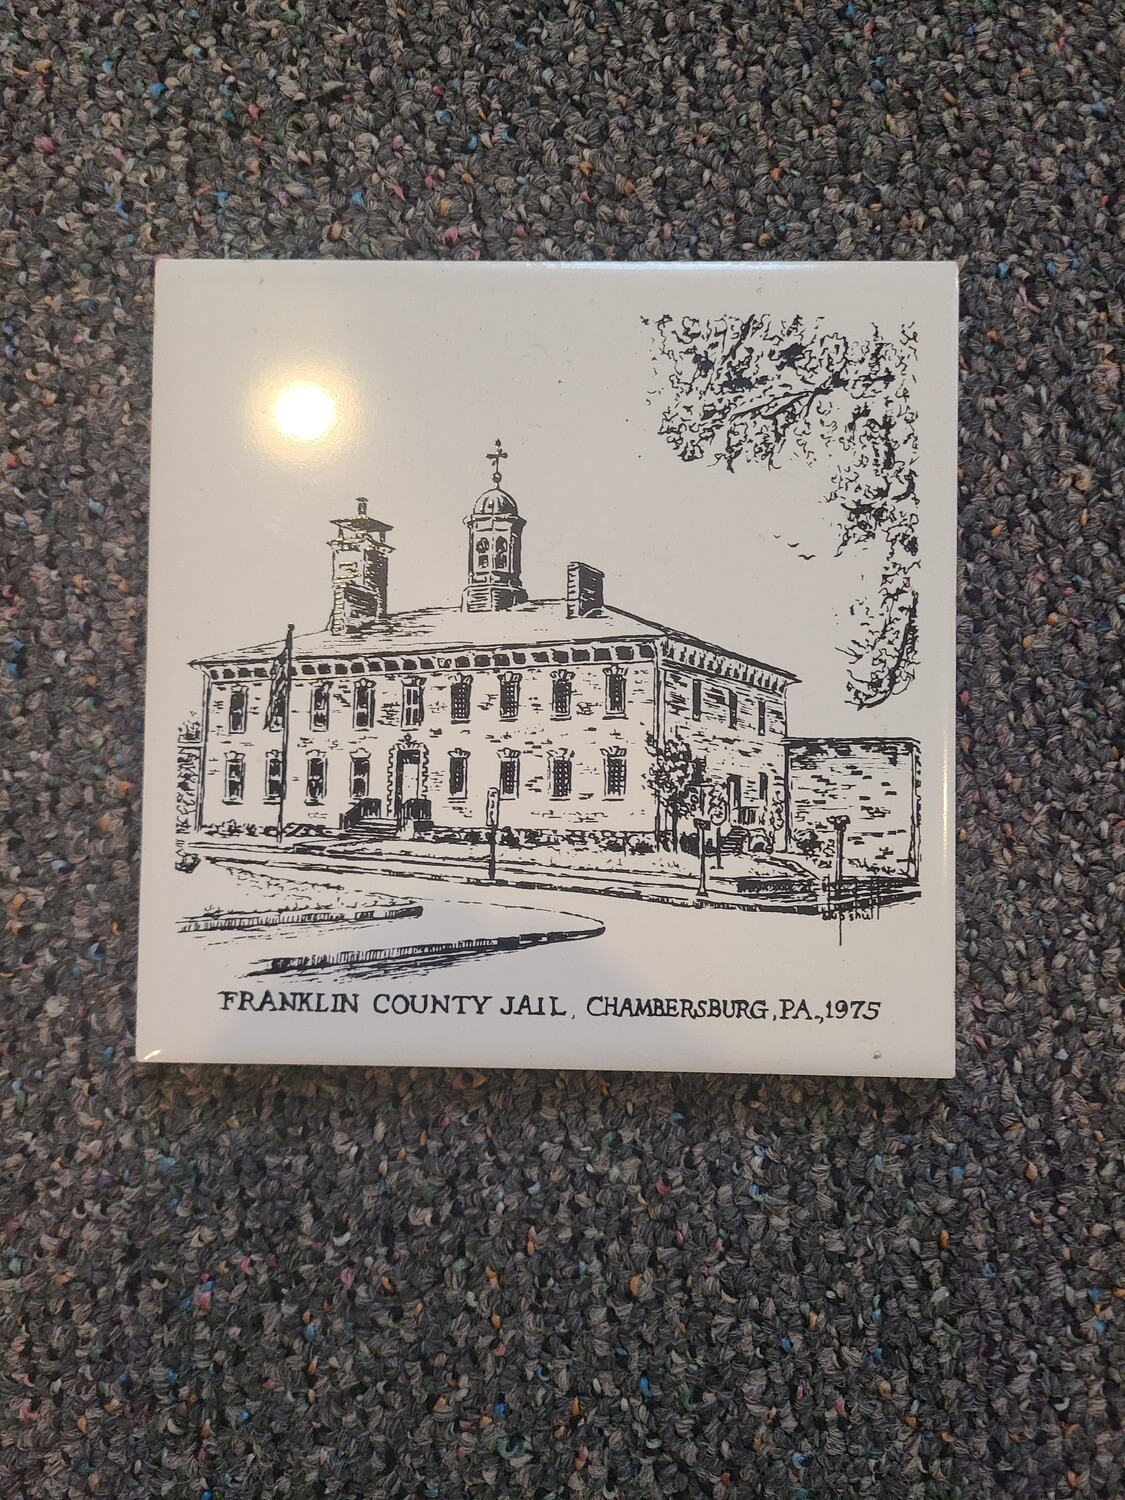 FRANKLIN COUNTY JAIL, CHAMBERSBURG, PA., 1975